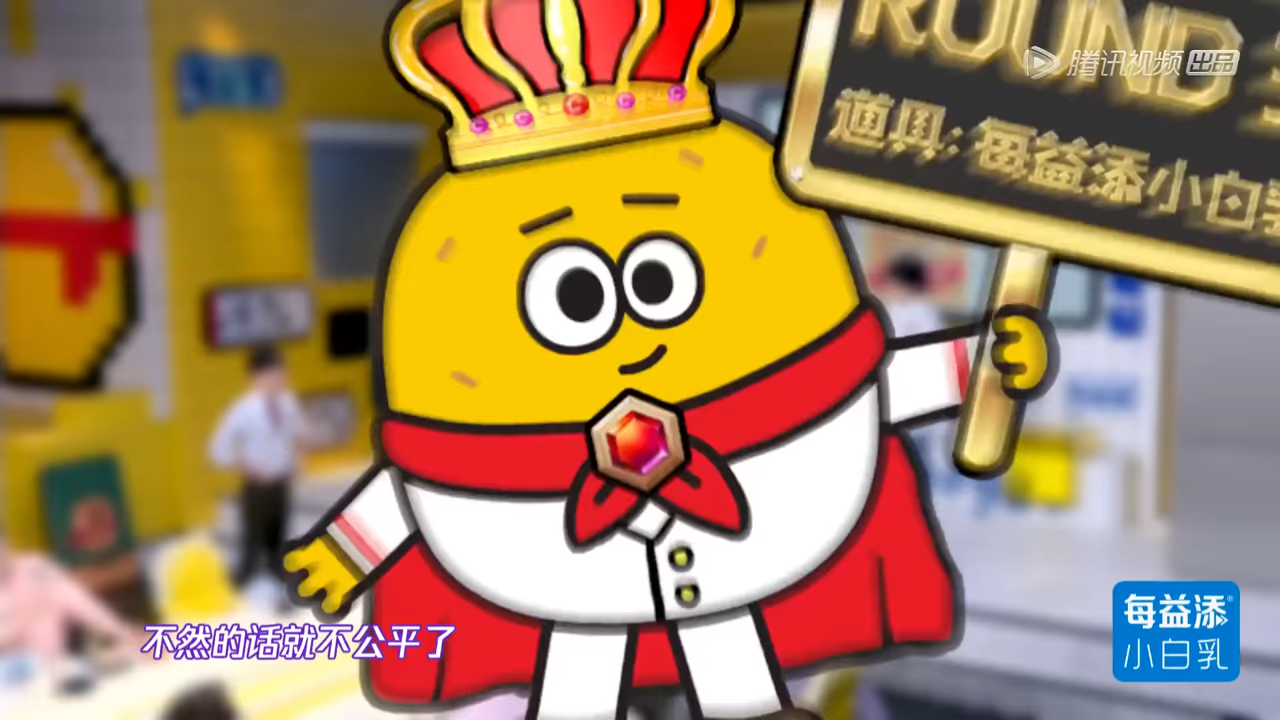 ROUND
腾讯视频 出品
道具:每益添小白乳
不然的话就不公平了
每益添®
小白乳